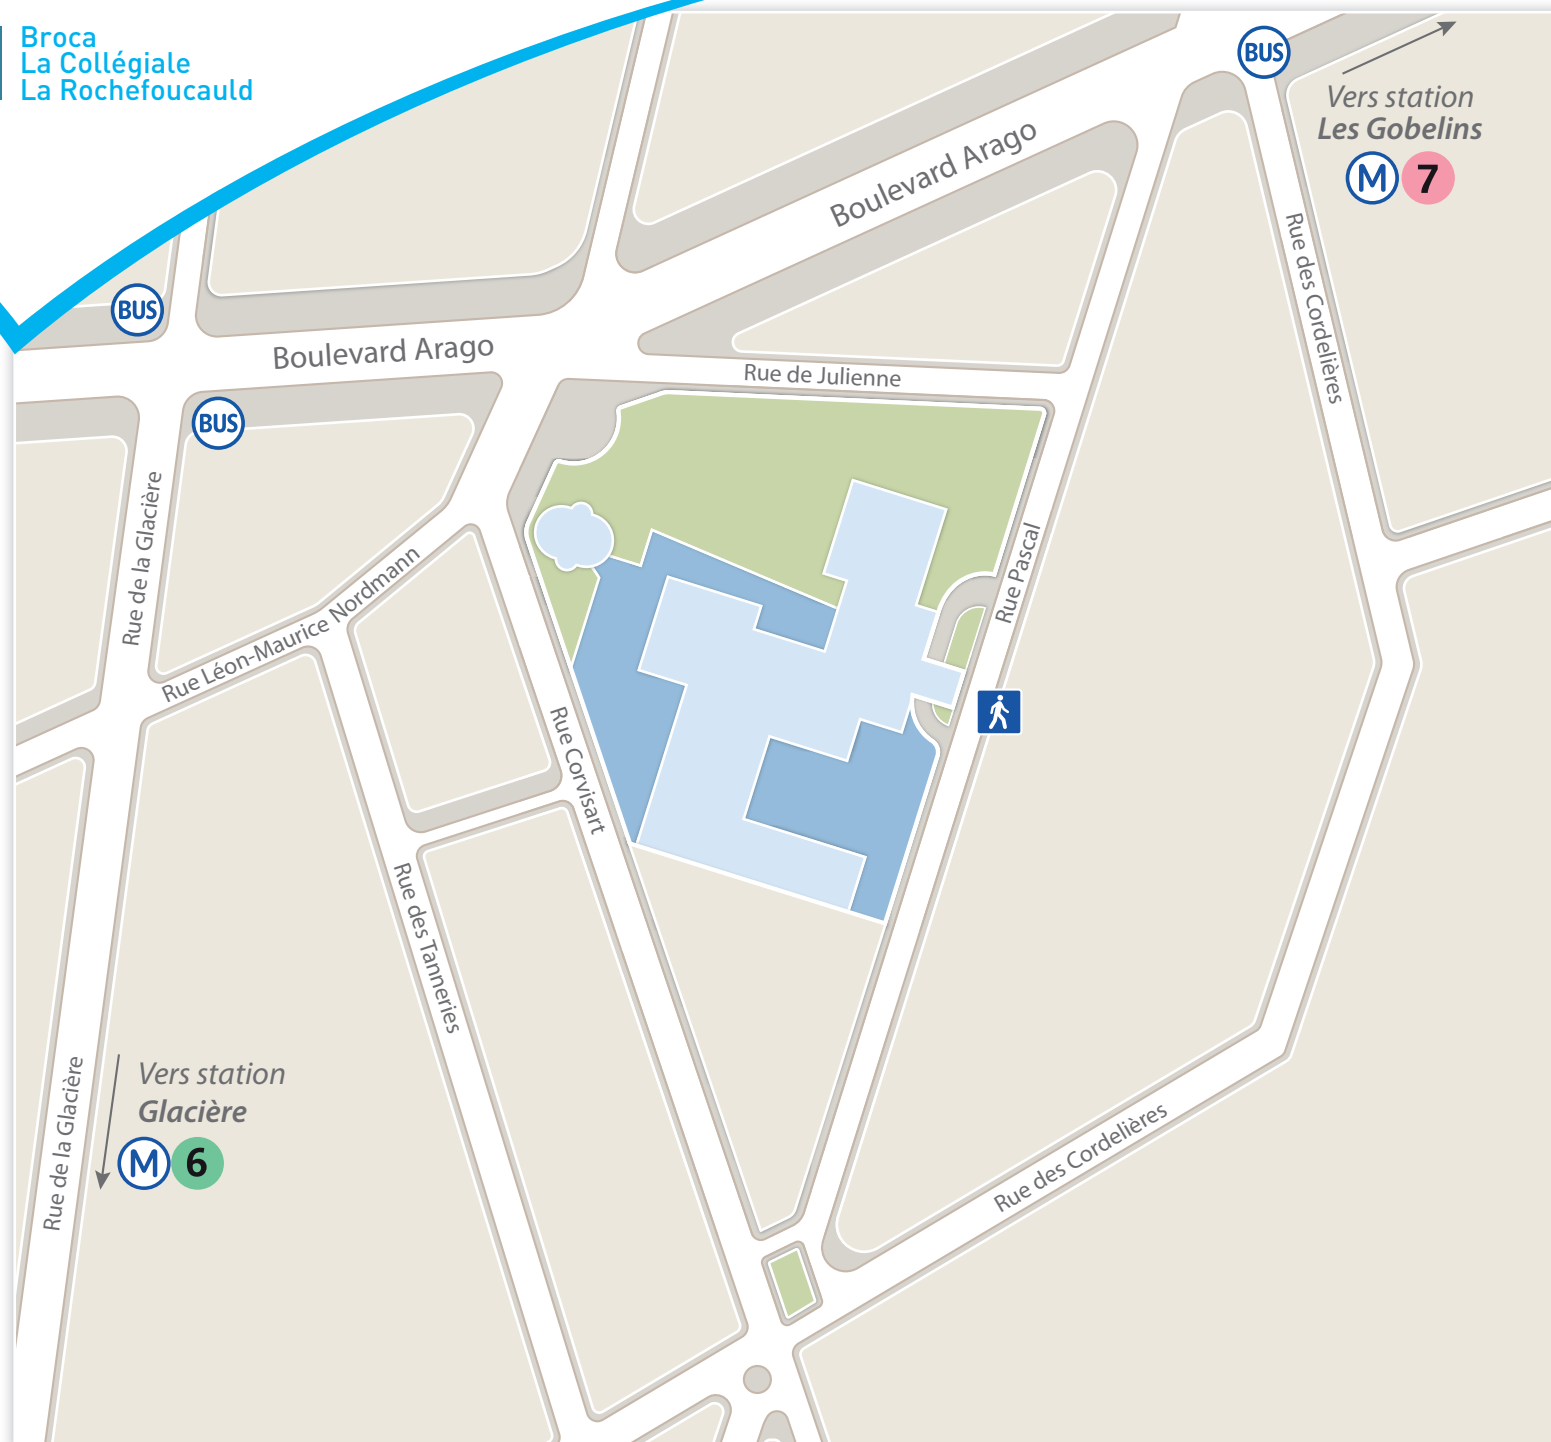 Broca
La Collégiale
La Rochefoucauld
BUS
Vers station
Les Gobelins
M 7
Boulevard Arago
Rue des Cordelières
BUS
Boulevard Arago
Rue de Julienne
BUS
Rue de la Glacière
Rue Léon-Maurice Nordmann
Rue Pascal
Rue Corvisart
Rue des Tanneries
Rue de la Glacière
Vers station
Glacière
M 6
Rue des Cordelières